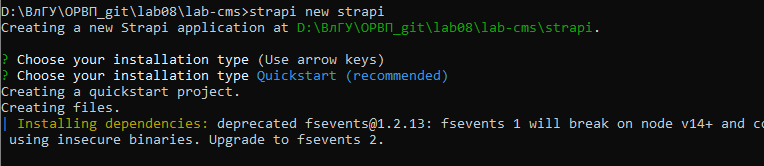 D:\ВлГУ\ОРВП_git\lab08\lab-cms>strapi new strapi
Creating a new Strapi application at D:\ВлГУ\ОРВП_git\lab08\lab-cms\strapi.
? Choose your installation type (Use arrow keys)
? Choose your installation type Quickstart (recommended)
Creating a quickstart project.
Creating files.
| Installing dependencies: deprecated fsevents@1.2.13: fsevents 1 will break on node v14+ and
using insecure binaries. Upgrade to fsevents 2.